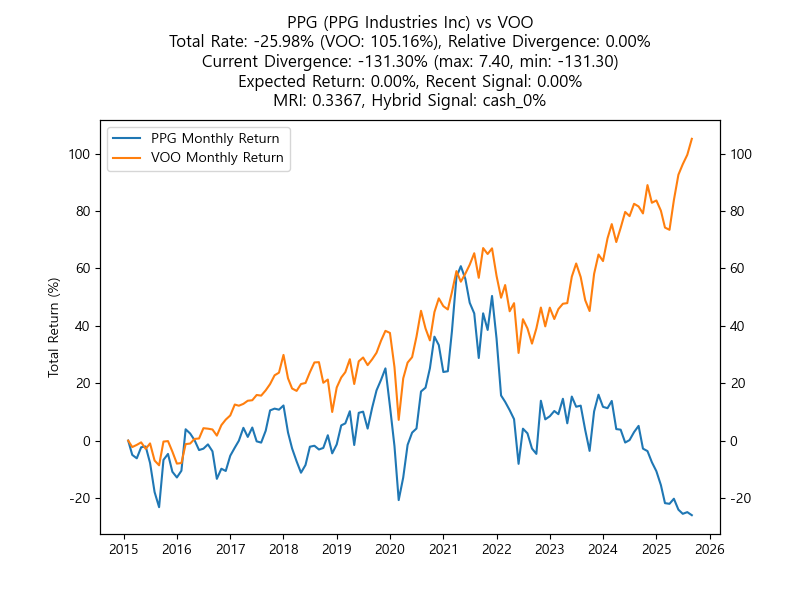 PPG (PPG Industries Inc) vs VOO
Total Rate: -25.98% (VOO: 105.16%), Relative Divergence: 0.00%
Current Divergence: -131.30% (max: 7.40, min: -131.30)
Expected Return: 0.00%, Recent Signal: 0.00%
MRI: 0.3367, Hybrid Signal: cash_0%
PPG Monthly Return
VOO Monthly Return
Total Return (%)
100
80
60
40
20
0
-20
100
80
60
40
20
0
-20
2015 2016 2017 2018 2019 2020 2021 2022 2023 2024 2025 2026